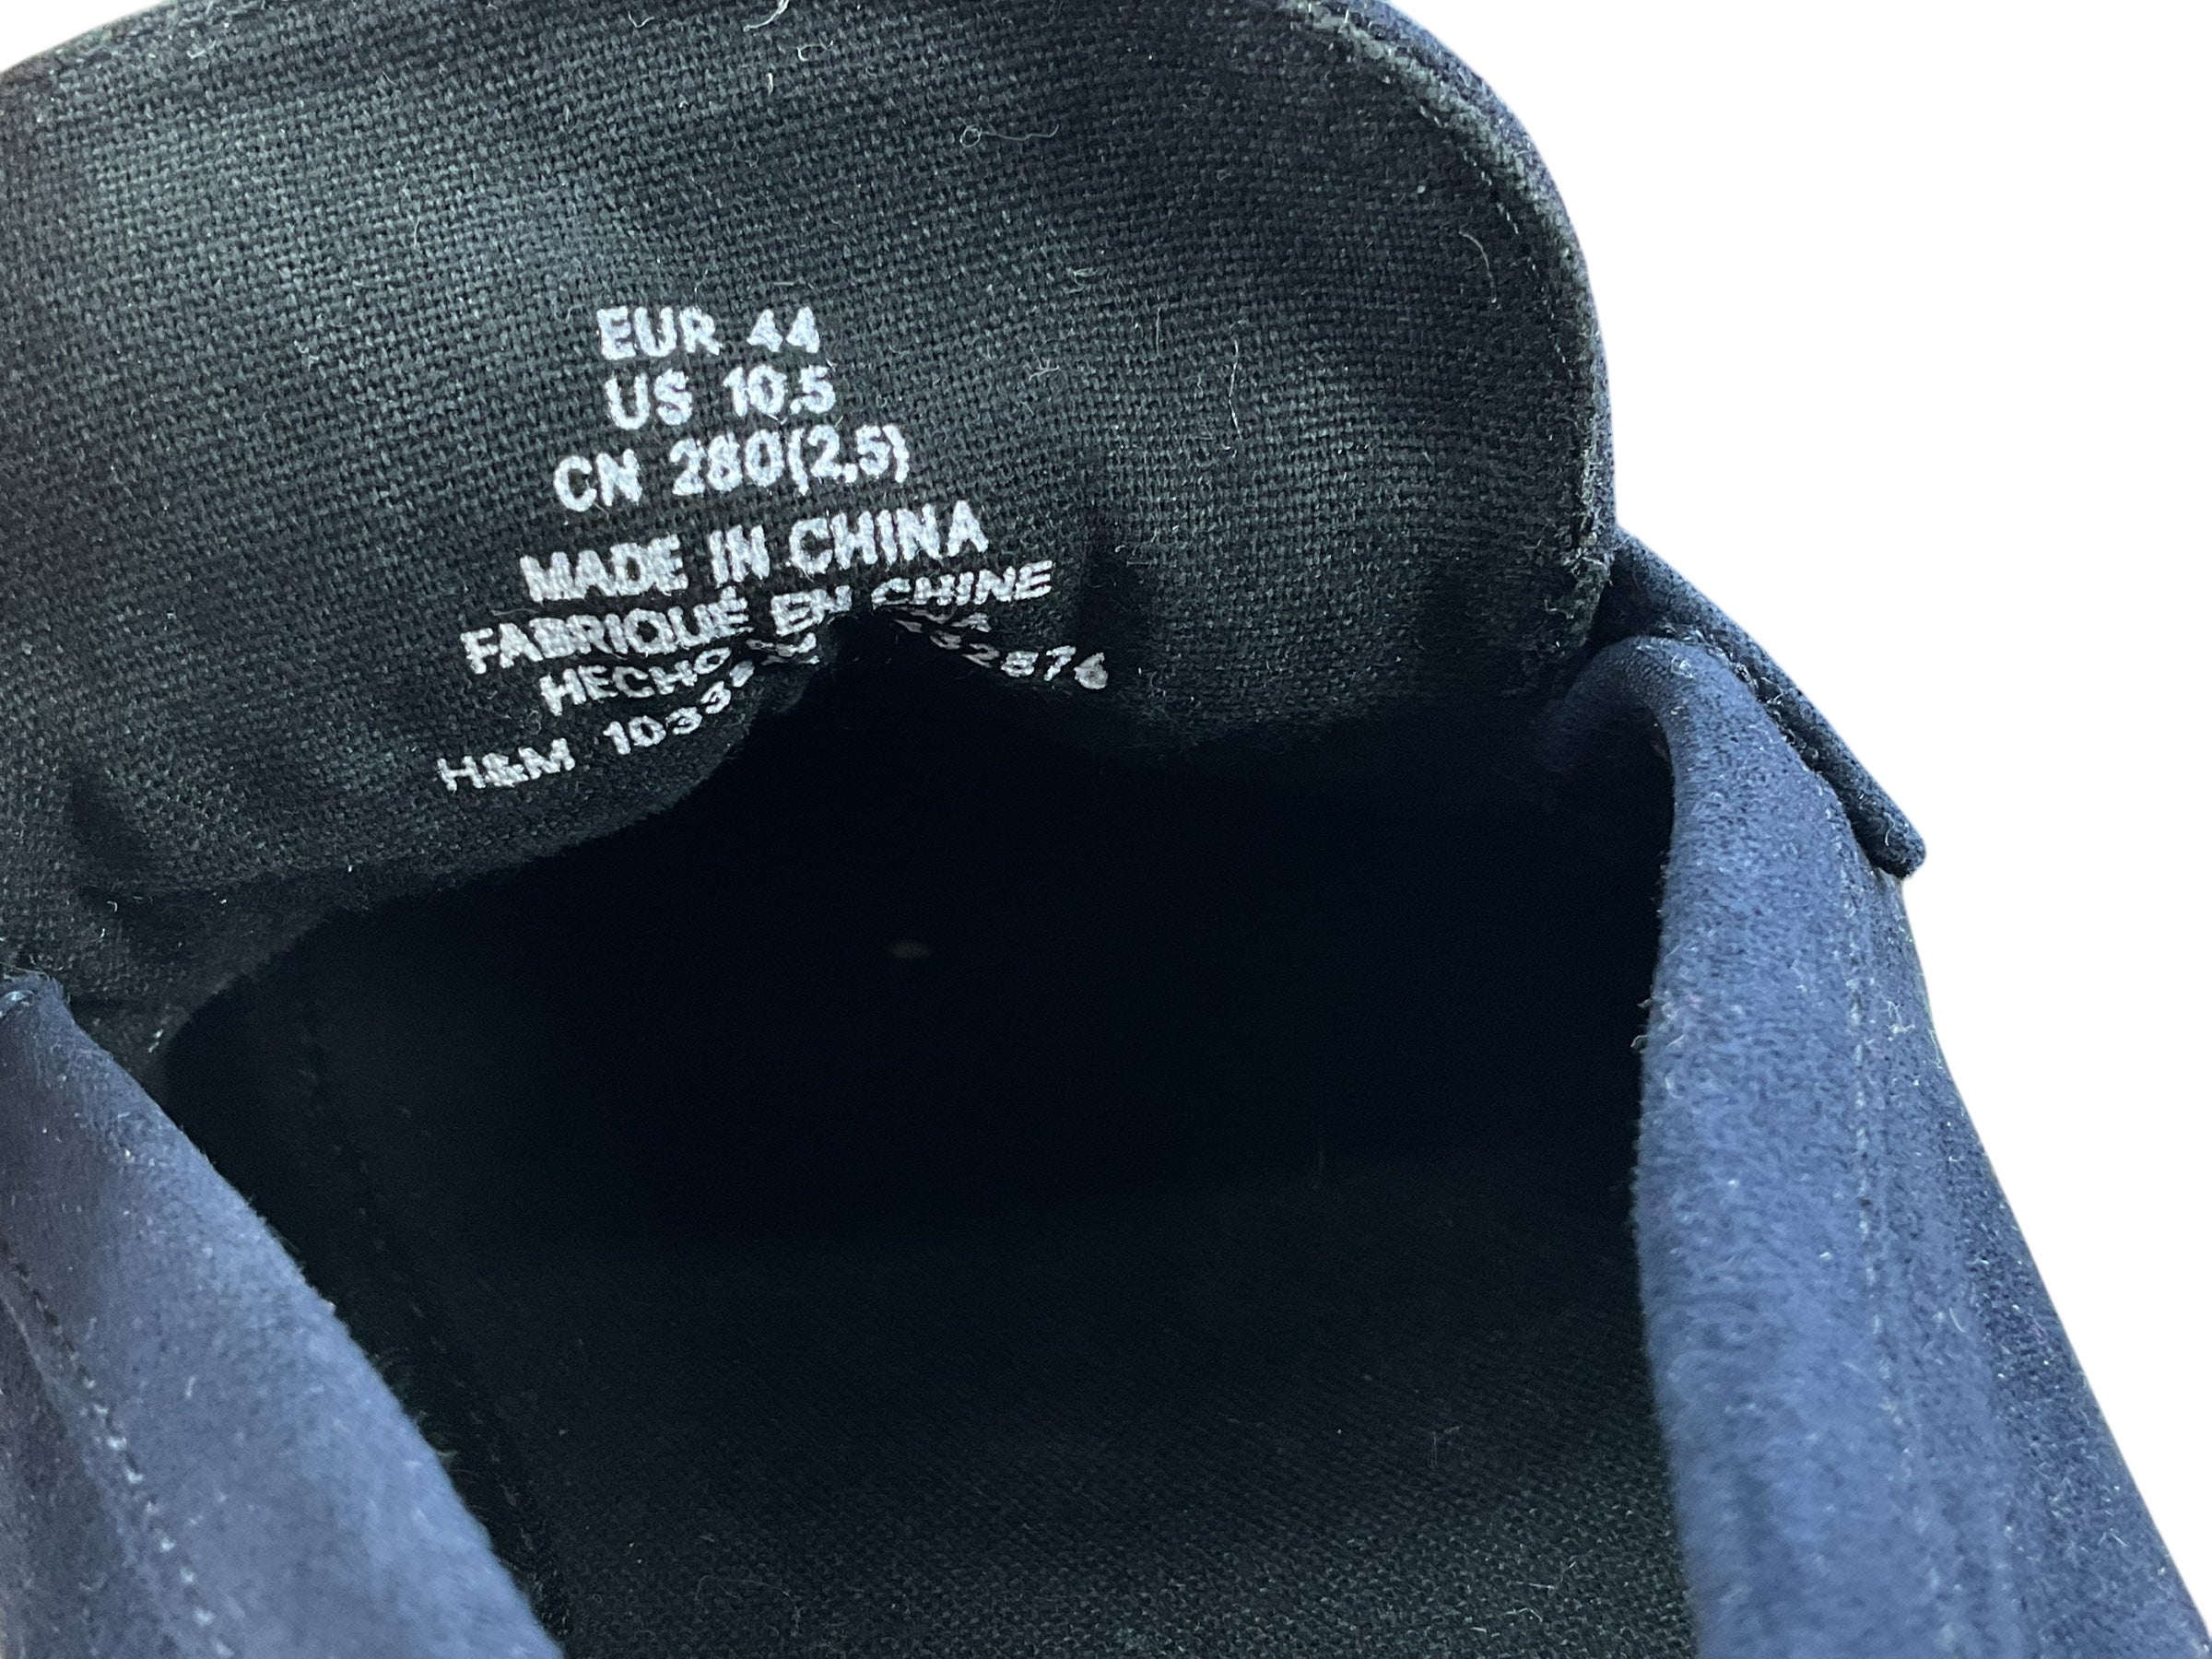 EUR 44
US 10.5
CN 280(2,5)
MADE IN CHINA
FABRIQUÉ EN CHINE
HECHO
H&M